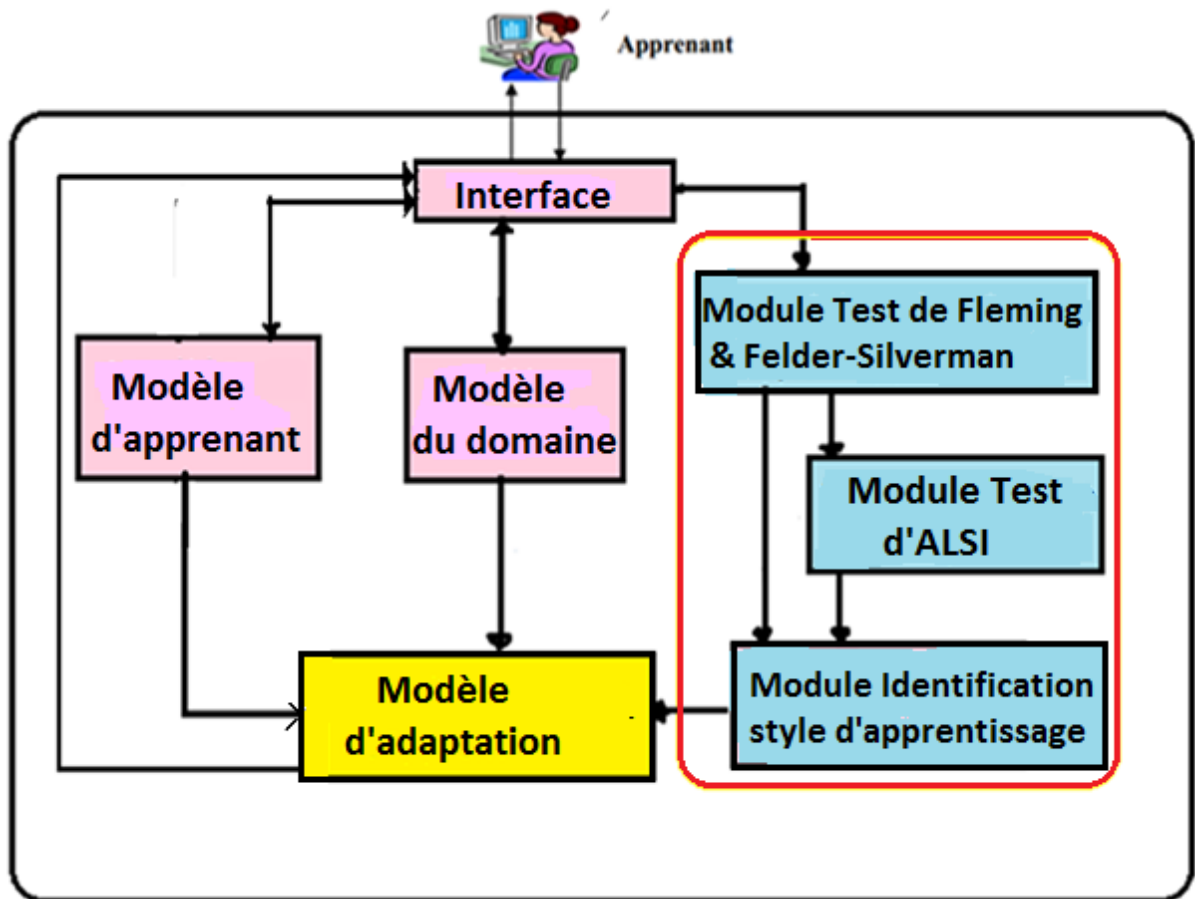 Apprenant
Interface
Module Test de Fleming
& Felder-Silverman
Modèle
d'apprenant
Modèle
du domaine
Module Test
d'ALSI
Modèle
d'adaptation
Module Identification
style d'apprentissage